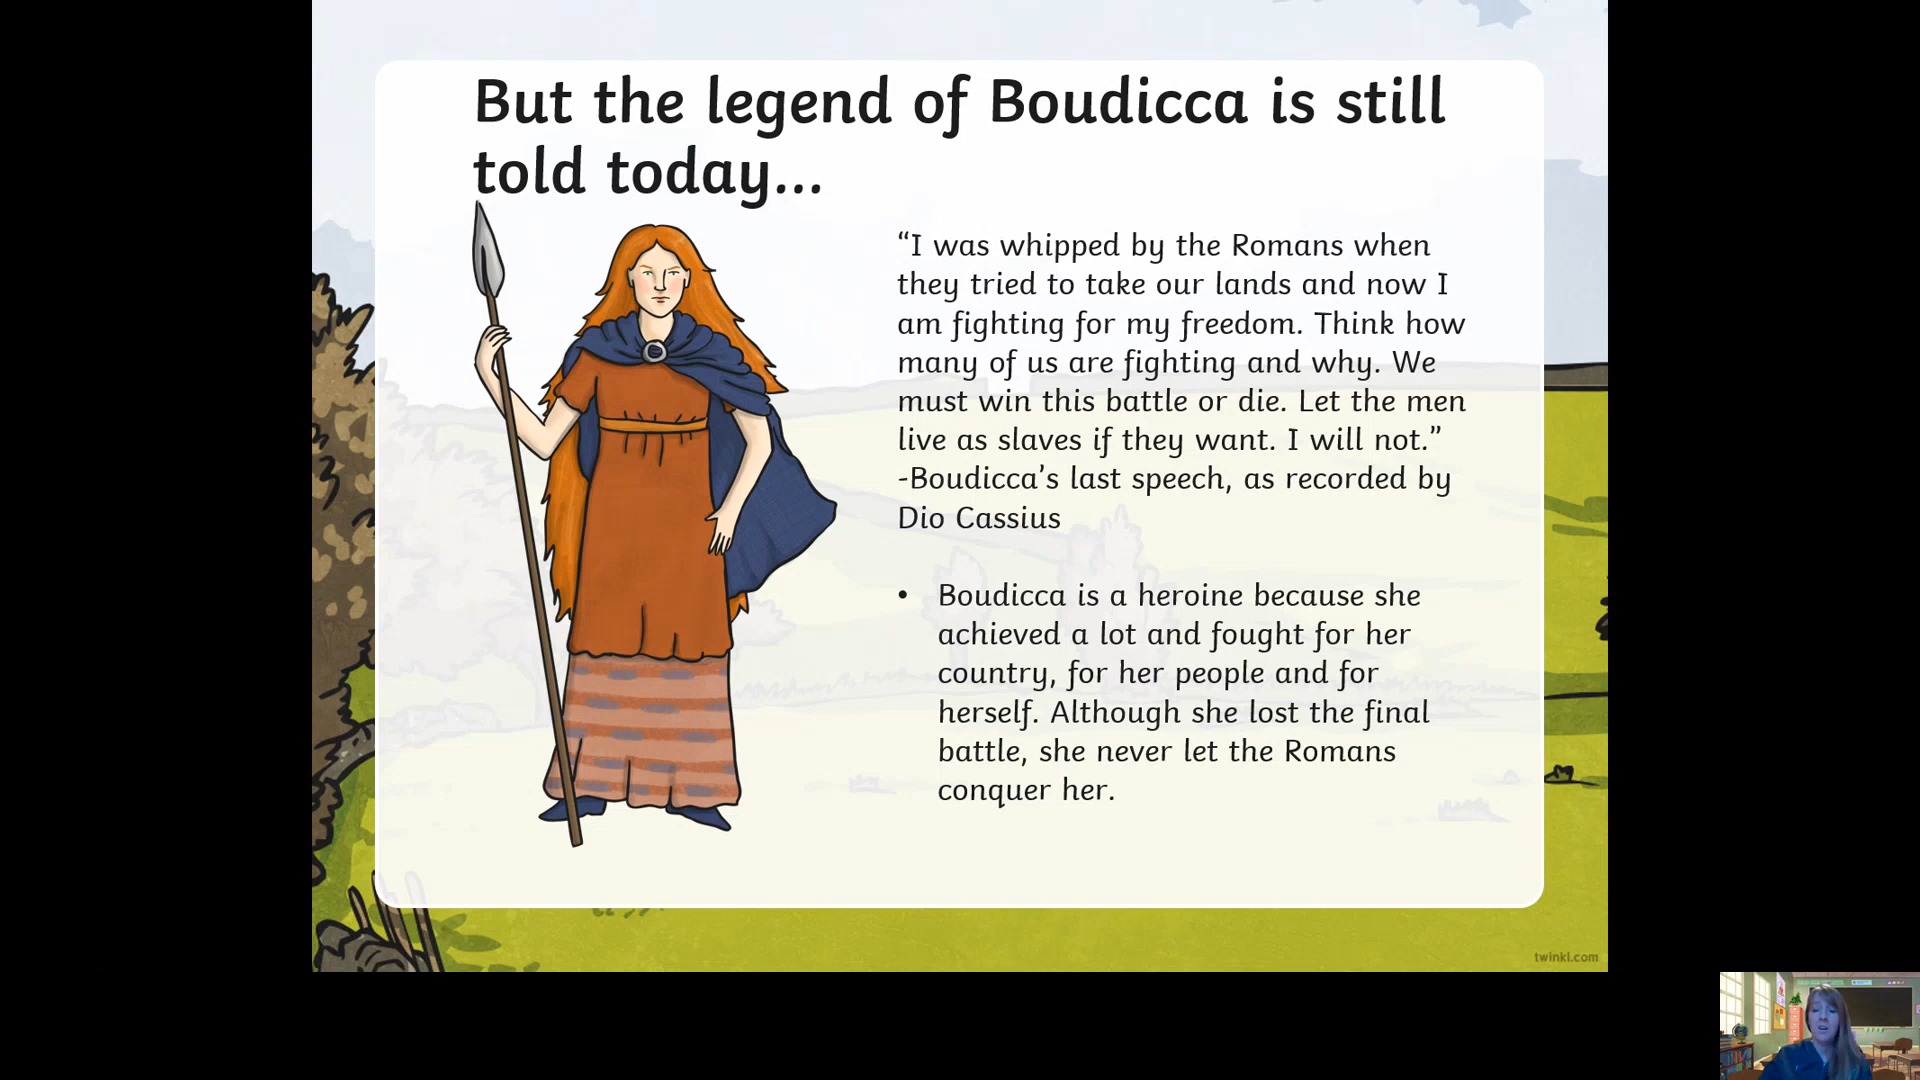 But the legend of Boudicca is still
told today...
“I was whipped by the Romans when
they tried to take our lands and now I
am fighting for my freedom. Think how
many of us are fighting and why. We
must win this battle or die. Let the men
live as slaves if they want. I will not.”
-Boudicca’s last speech, as recorded by
Dio Cassius
• Boudicca is a heroine because she
achieved a lot and fought for her
country, for her people and for
herself. Although she lost the final
battle, she never let the Romans
conquer her.
twinkl.com